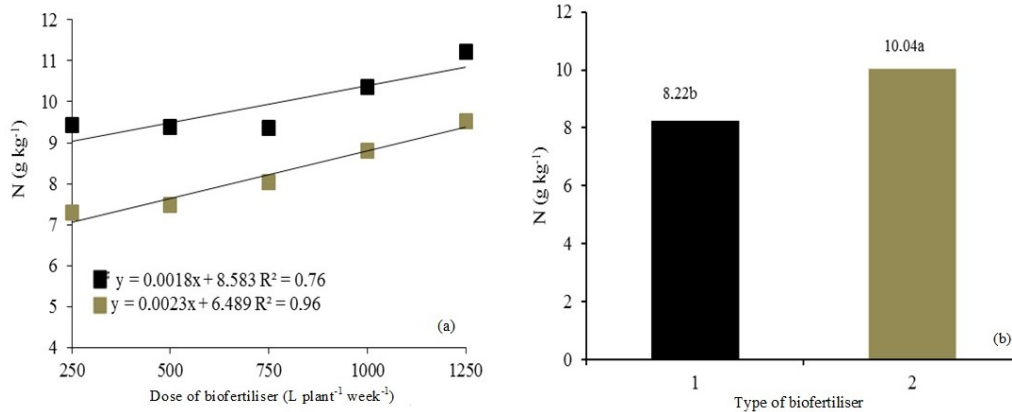 12
11
10
9
8
7
6
5
4
N (g kg⁻¹)
y = 0.0018x + 8.583 R² = 0.76
y = 0.0023x + 6.489 R² = 0.96
(a)
250 500 750 1000 1250
Dose of biofertiliser (L plant⁻¹ week⁻¹)
12
10
8
6
4
2
0
N (g kg⁻¹)
8.22b
10.04a
(b)
1 2
Type of biofertiliser